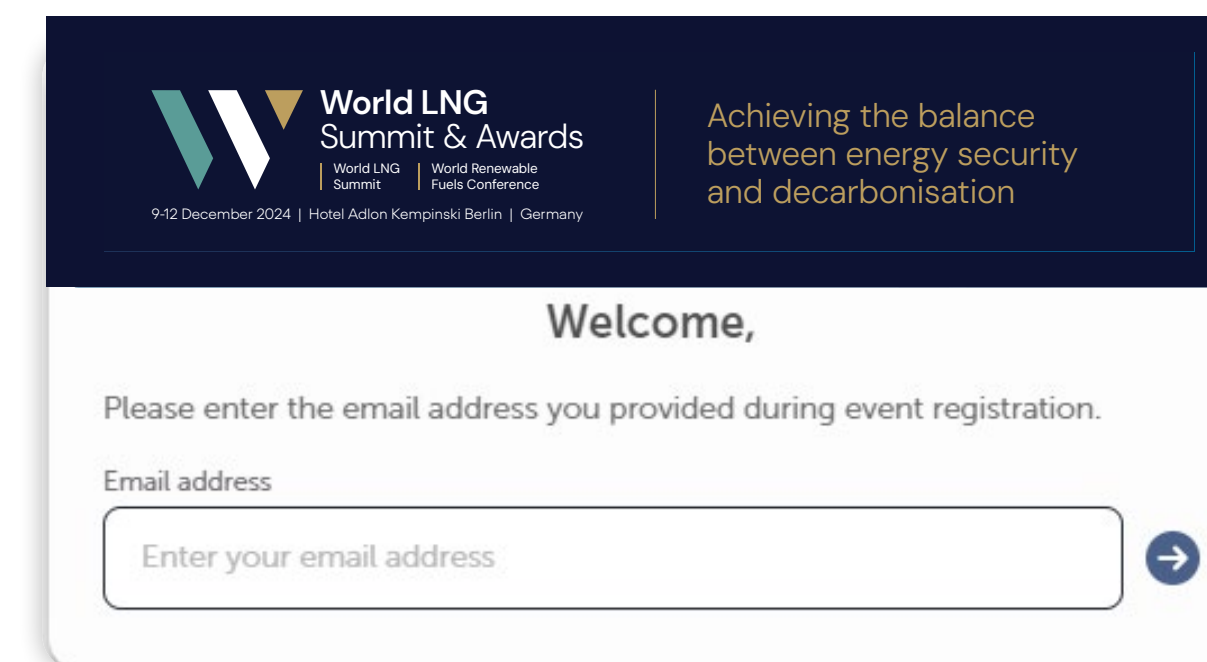 World LNG
Summit & Awards
World LNG Summit | World Renewable Fuels Conference
9-12 December 2024 | Hotel Adlon Kempinski Berlin | Germany
Achieving the balance
between energy security
and decarbonisation
Welcome,
Please enter the email address you provided during event registration.
Email address
Enter your email address